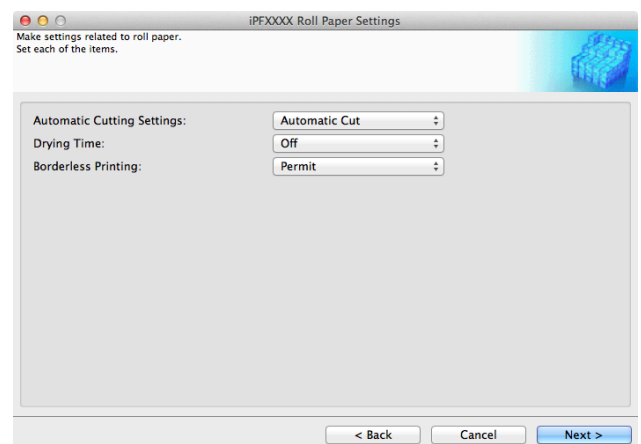 iPFXXXX Roll Paper Settings
Make settings related to roll paper.
Set each of the items.
Automatic Cutting Settings: Automatic Cut
Drying Time: Off
Borderless Printing: Permit
< Back Cancel Next >